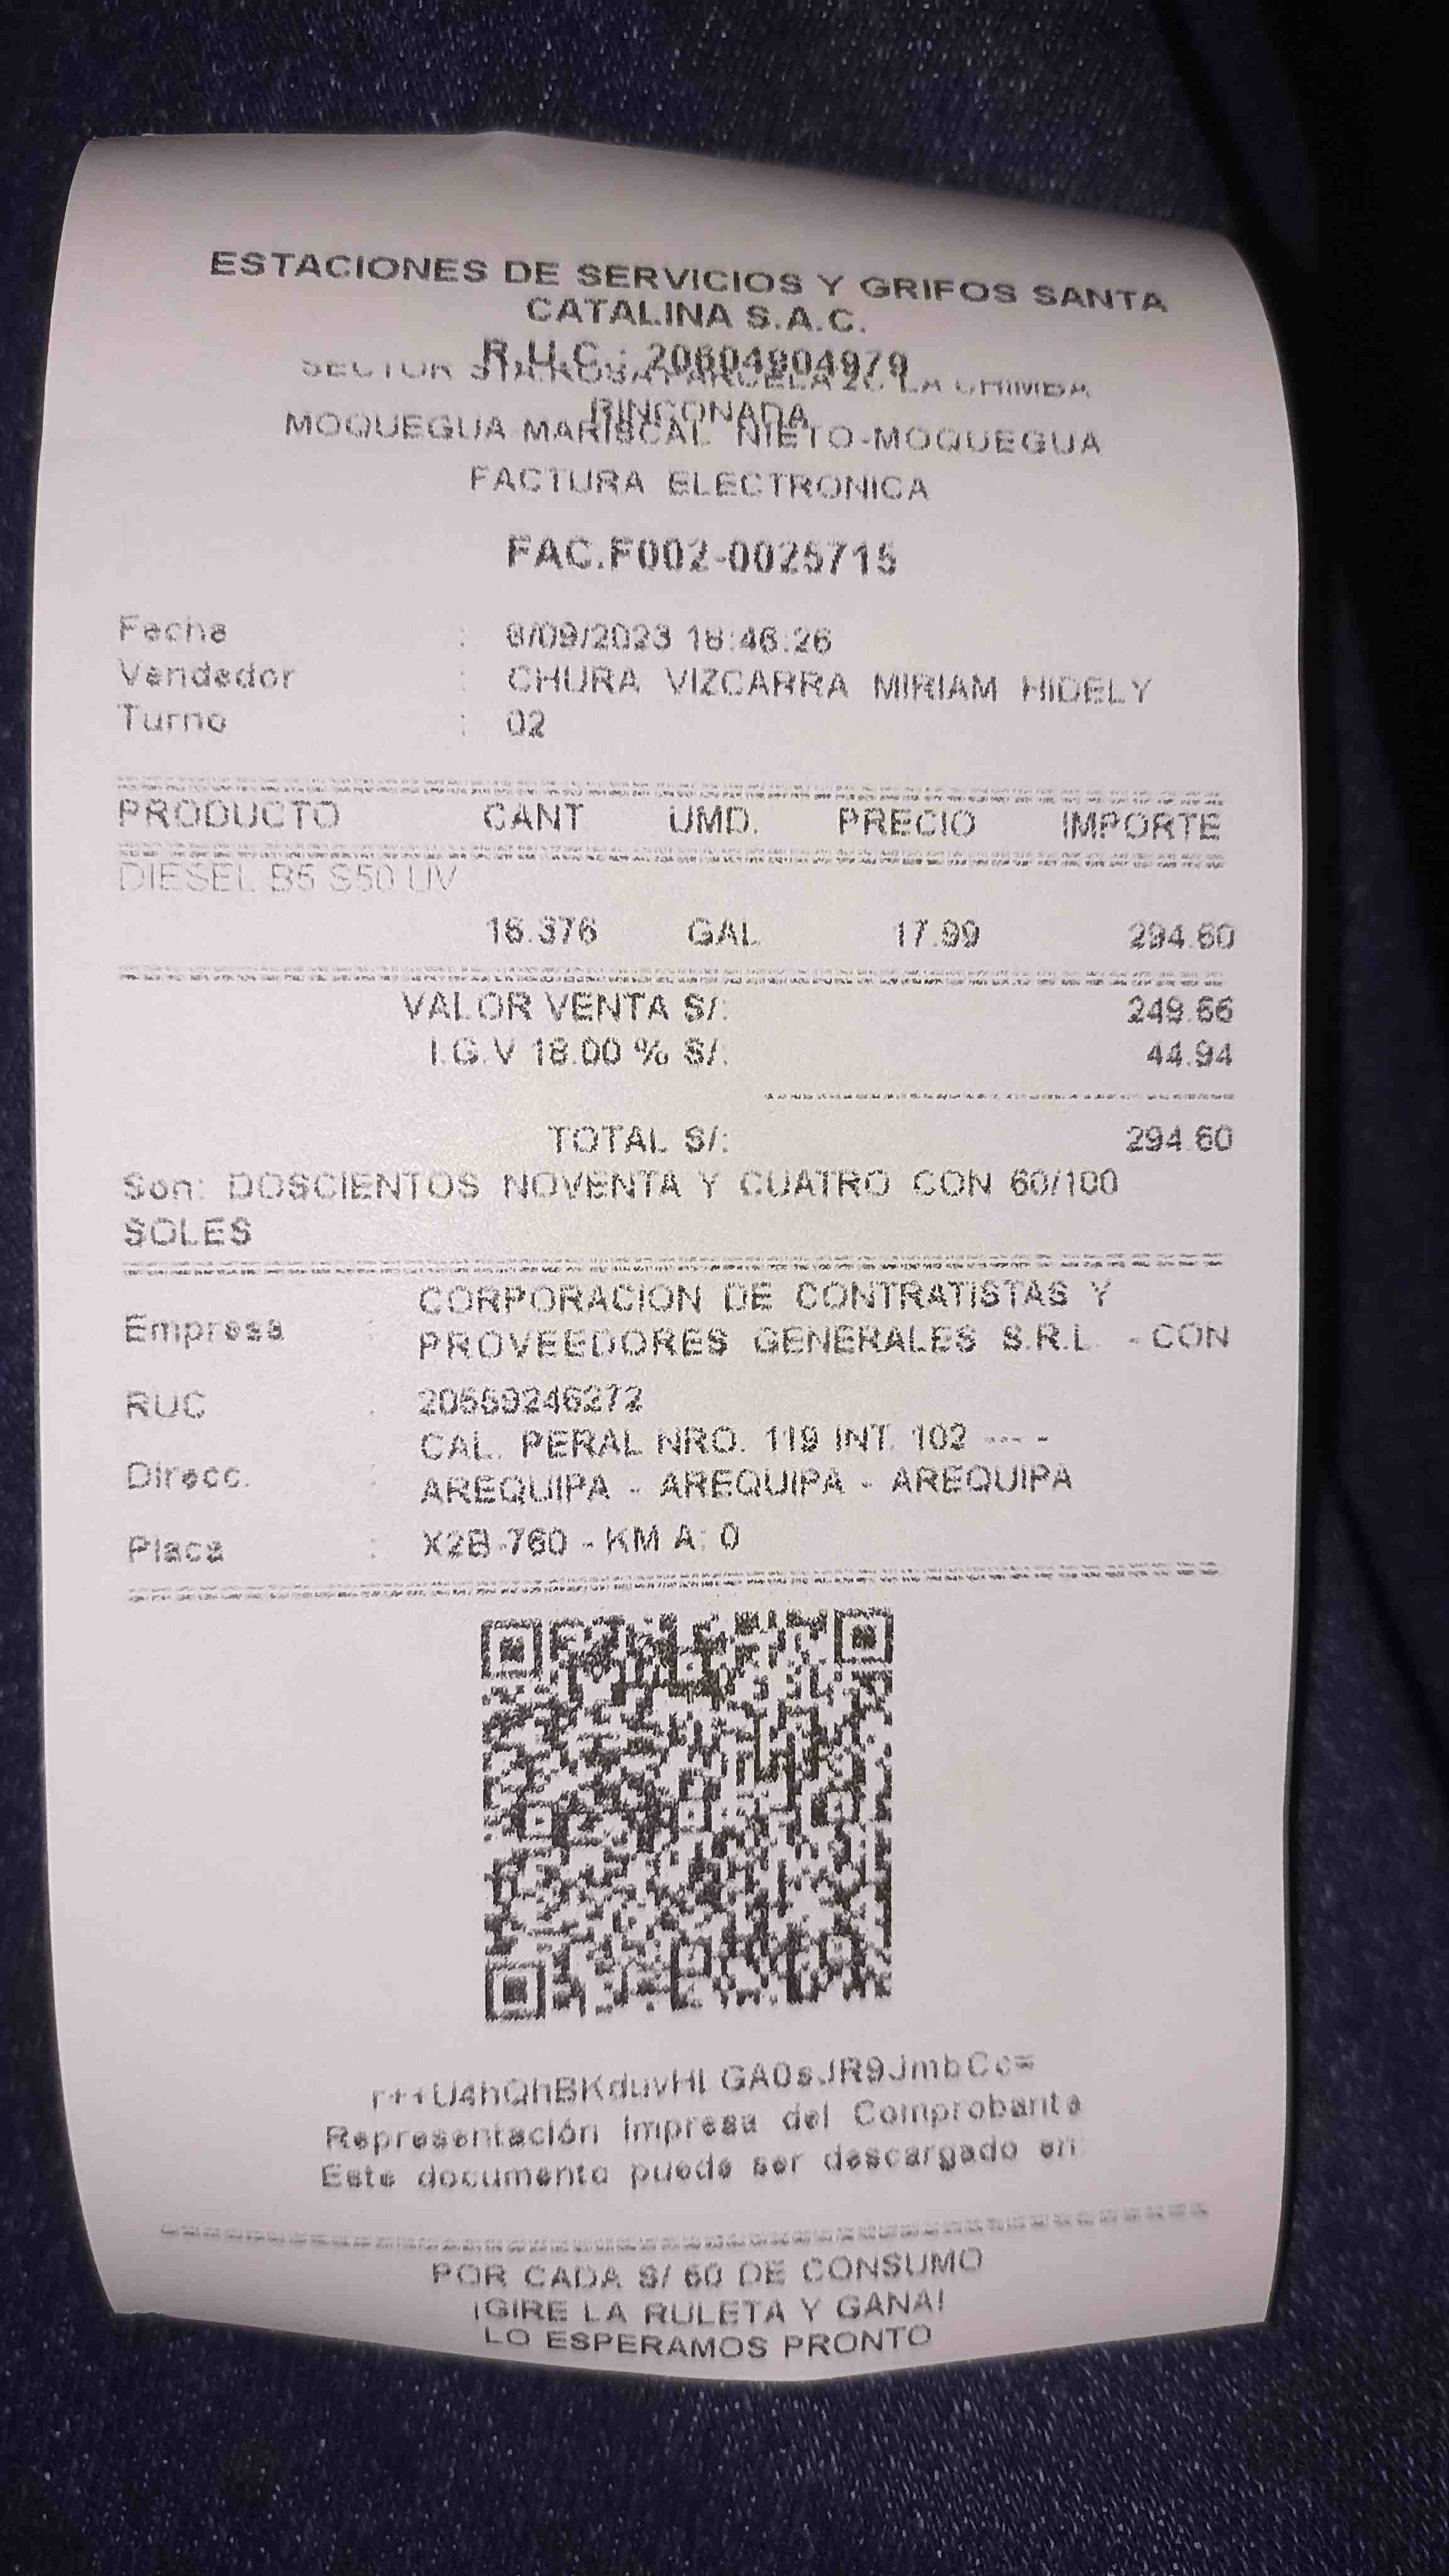 ESTACIONES DE SERVICIOS Y GRIFOS SANTA
CATALINA S.A.C.
R.U.C.: 20604904979
SECTOR LA CHIMBA
RINCONADA
MOQUEGUA-MARISCAL NIETO-MOQUEGUA
FACTURA ELECTRONICA
FAC.F002-0025715
Fecha : /09/2023 18:46:26
Vendedor : CHURA VIZCARRA MIRIAM HIDELY
Turno : 02
PRODUCTO CANT UMD. PRECIO IMPORTE
DIESEL B5 S50 UV
16.376 GAL 17.99 294.60
VALOR VENTA S/: 249.66
I.G.V 18.00 % S/: 44.94
TOTAL S/: 294.60
Son: DOSCIENTOS NOVENTA Y CUATRO CON 60/100
SOLES
Empresa : CORPORACION DE CONTRATISTAS Y
PROVEEDORES GENERALES S.R.L. - CON
RUC : 20559246272
Direcc. : CAL. PERAL NRO. 119 INT. 102 --- -
AREQUIPA - AREQUIPA - AREQUIPA
Placa : X2B-760 - KM A: 0
Representación impresa del Comprobante
Este documento puede ser descargado en:
POR CADA S/ 60 DE CONSUMO
¡GIRE LA RULETA Y GANA!
LO ESPERAMOS PRONTO